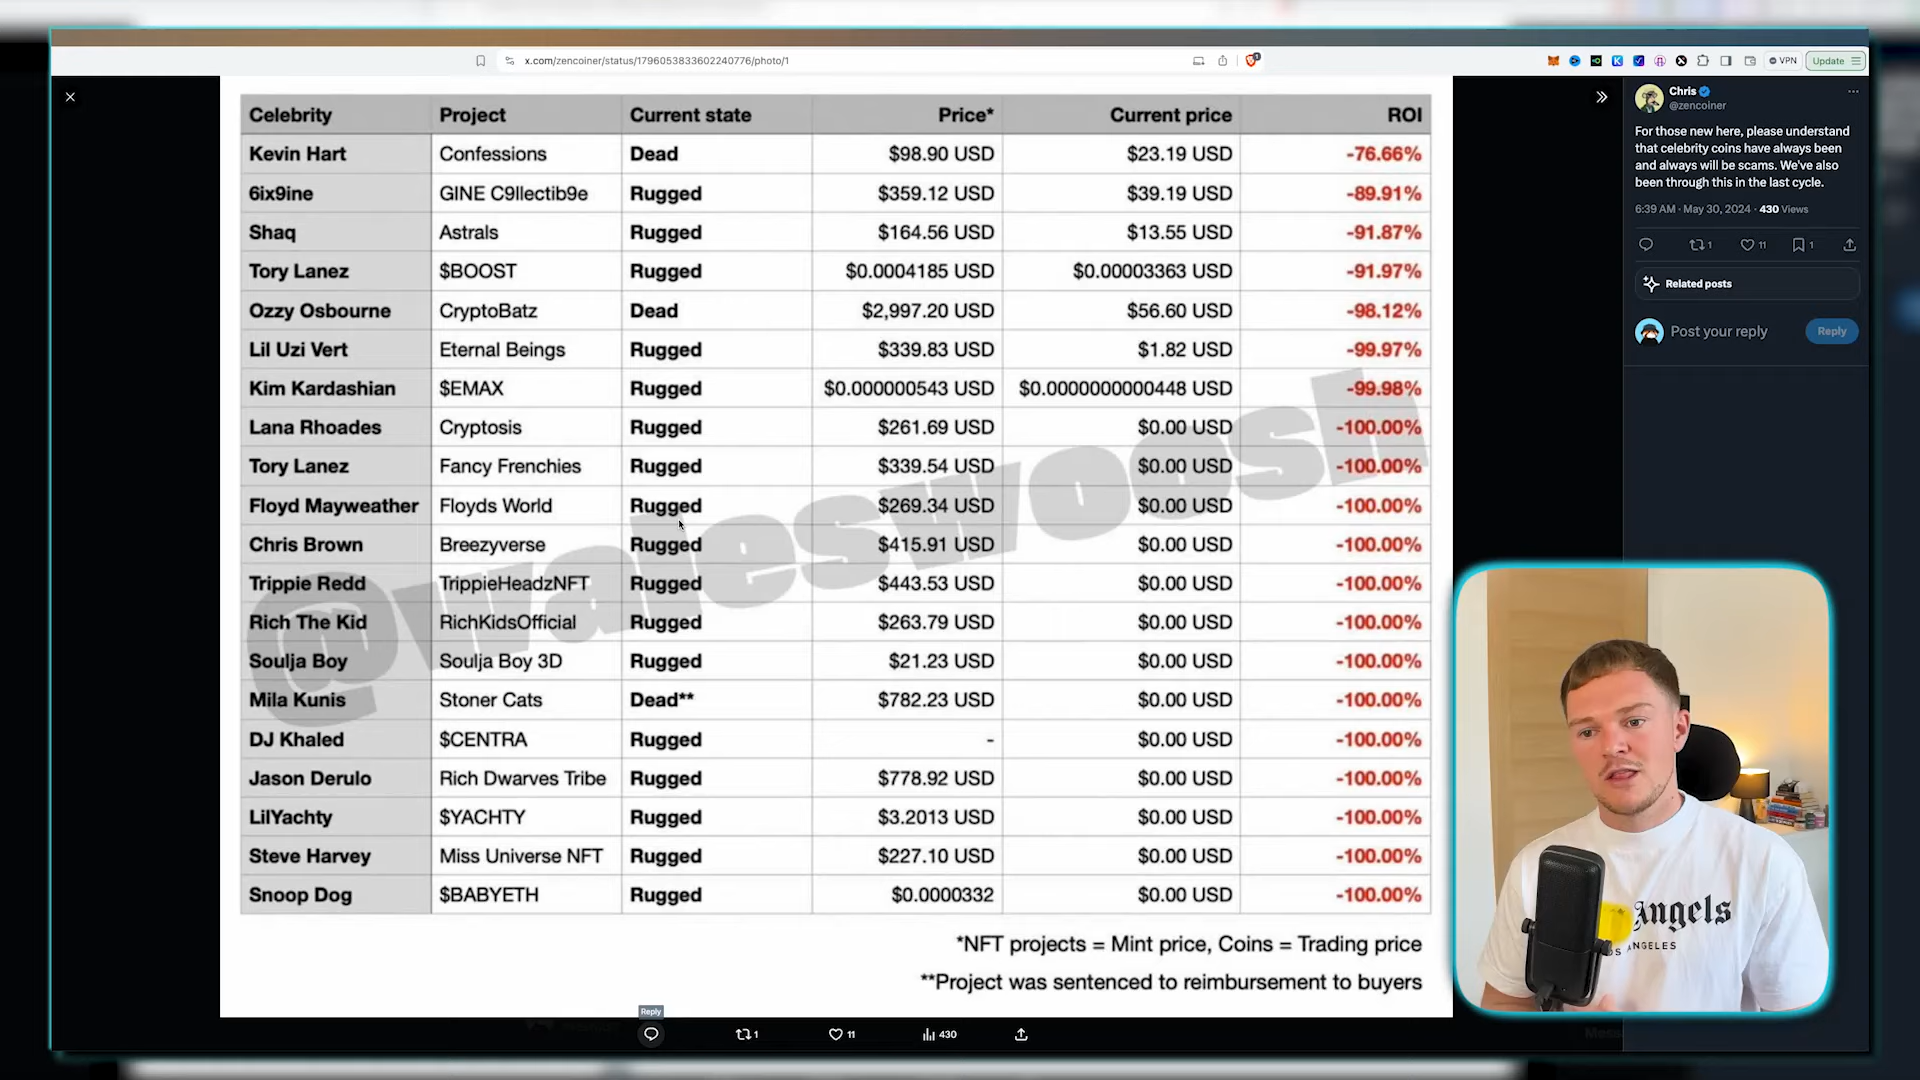 x.com/zencoiner/status/1796053833602240776/photo/1
VPN
Update
Celebrity Project Current state Price* Current price ROI
Kevin Hart Confessions Dead $98.90 USD $23.19 USD -76.66%
6ix9ine GINE C9llectib9e Rugged $359.12 USD $39.19 USD -89.91%
Shaq Astrals Rugged $164.56 USD $13.55 USD -91.87%
Tory Lanez $BOOST Rugged $0.0004185 USD $0.00003363 USD -91.97%
Ozzy Osbourne CryptoBatz Dead $2,997.20 USD $56.60 USD -98.12%
Lil Uzi Vert Eternal Beings Rugged $339.83 USD $1.82 USD -99.97%
Kim Kardashian $EMAX Rugged $0.000000543 USD $0.0000000000448 USD -99.98%
Lana Rhoades Cryptosis Rugged $261.69 USD $0.00 USD -100.00%
Tory Lanez Fancy Frenchies Rugged $339.54 USD $0.00 USD -100.00%
Floyd Mayweather Floyds World Rugged $269.34 USD $0.00 USD -100.00%
Chris Brown Breezyverse Rugged $415.91 USD $0.00 USD -100.00%
Trippie Redd TrippieHeadzNFT Rugged $443.53 USD $0.00 USD -100.00%
Rich The Kid RichKidsOfficial Rugged $263.79 USD $0.00 USD -100.00%
Soulja Boy Soulja Boy 3D Rugged $21.23 USD $0.00 USD -100.00%
Mila Kunis Stoner Cats Dead** $782.23 USD $0.00 USD -100.00%
DJ Khaled $CENTRA Rugged - $0.00 USD -100.00%
Jason Derulo Rich Dwarves Tribe Rugged $778.92 USD $0.00 USD -100.00%
LilYachty $YACHTY Rugged $3.2013 USD $0.00 USD -100.00%
Steve Harvey Miss Universe NFT Rugged $227.10 USD $0.00 USD -100.00%
Snoop Dog $BABYETH Rugged $0.0000332 $0.00 USD -100.00%
*NFT projects = Mint price, Coins = Trading price
**Project was sentenced to reimbursement to buyers
@waleswoosh
Reply
1
11
430
Chris
@zencoiner
For those new here, please understand
that celebrity coins have always been
and always will be scams. We've also
been through this in the last cycle.
6:39 AM · May 30, 2024 · 430 Views
1 11 1
Related posts
Post your reply Reply
Angels
OS ANGELES